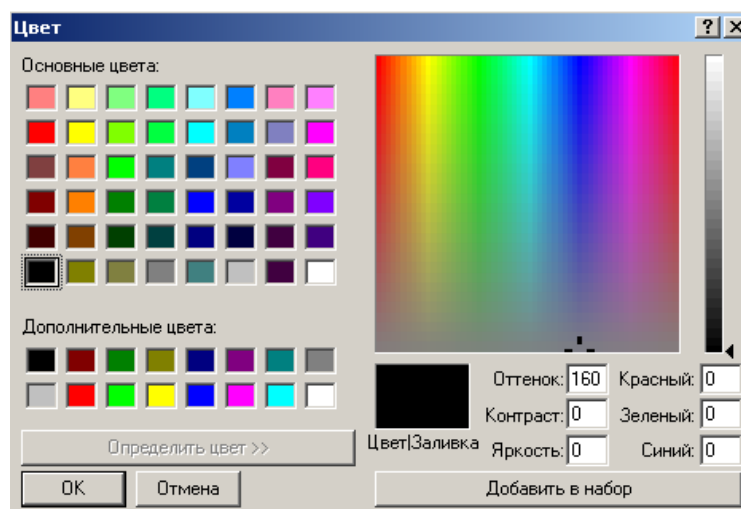 Цвет
Основные цвета:
Дополнительные цвета:
Определить цвет >>
OK
Отмена
Цвет|Заливка
Оттенок: 160
Контраст: 0
Яркость: 0
Красный: 0
Зеленый: 0
Синий: 0
Добавить в набор